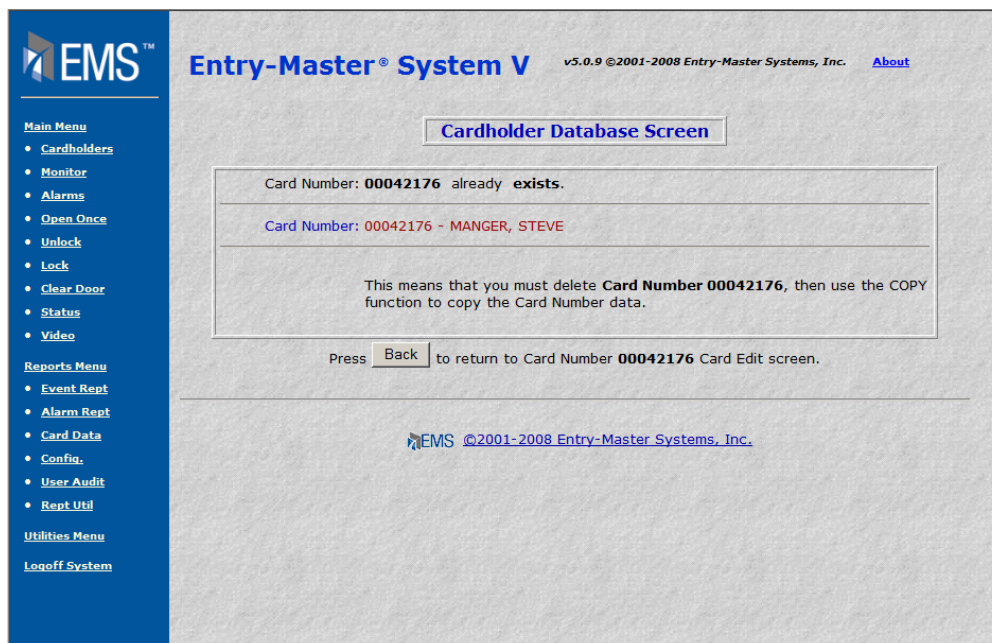 EMS™
Entry-Master® System V
v5.0.9 ©2001-2008 Entry-Master Systems, Inc.
About
Main Menu
Cardholders
Monitor
Alarms
Open Once
Unlock
Lock
Clear Door
Status
Video
Reports Menu
Event Rept
Alarm Rept
Card Data
Config.
User Audit
Rept Util
Utilities Menu
Logoff System
Cardholder Database Screen
Card Number: 00042176 already exists.
Card Number: 00042176 - MANGER, STEVE
This means that you must delete Card Number 00042176, then use the COPY
function to copy the Card Number data.
Press Back to return to Card Number 00042176 Card Edit screen.
EMS ©2001-2008 Entry-Master Systems, Inc.